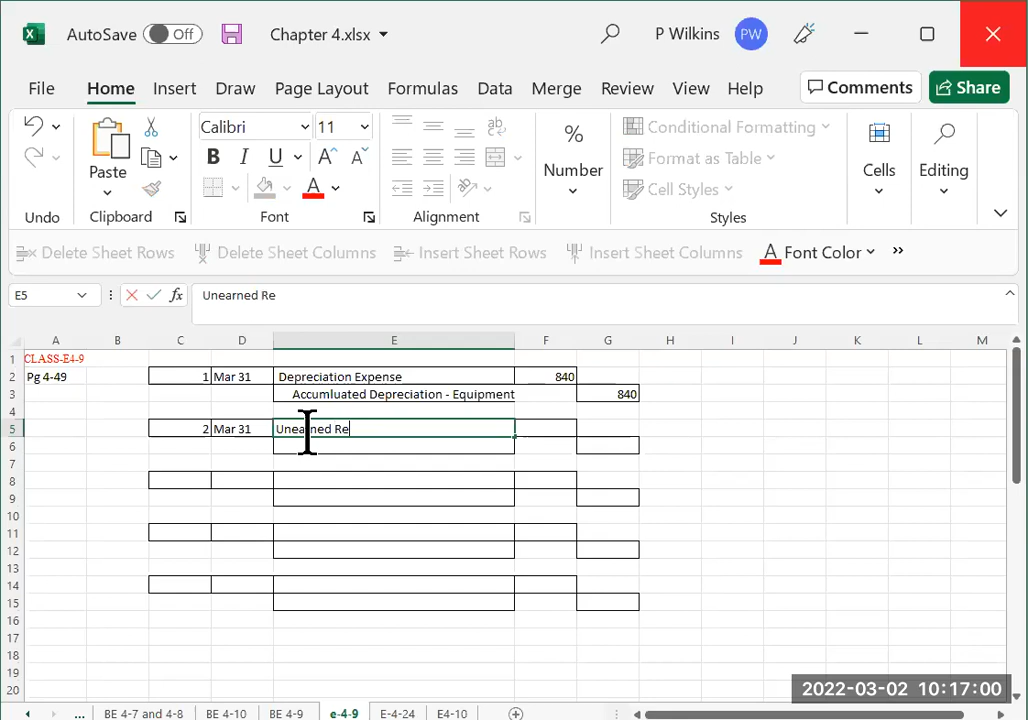 AutoSave Off Chapter 4.xlsx P Wilkins PW
File Home Insert Draw Page Layout Formulas Data Merge Review View Help Comments Share
Paste
Calibri 11
B I U A A
A
ab
%
Number
Conditional Formatting
Format as Table
Cell Styles
Cells
Editing
Undo Clipboard Font Alignment Styles
Delete Sheet Rows Delete Sheet Columns Insert Sheet Rows Insert Sheet Columns A Font Color
E5 fx Unearned Re
A B C D E F G H I J K L M
1 CLASS-E4-9
2 Pg 4-49 1 Mar 31 Depreciation Expense 840
3 Accmluated Depreciation - Equipment 840
4
5 2 Mar 31 Unearned Re
6
7
8
9
10
11
12
13
14
15
16
17
18
19
20
2022-03-02 10:17:00
... BE 4-7 and 4-8 BE 4-10 BE 4-9 e-4-9 E-4-24 E4-10